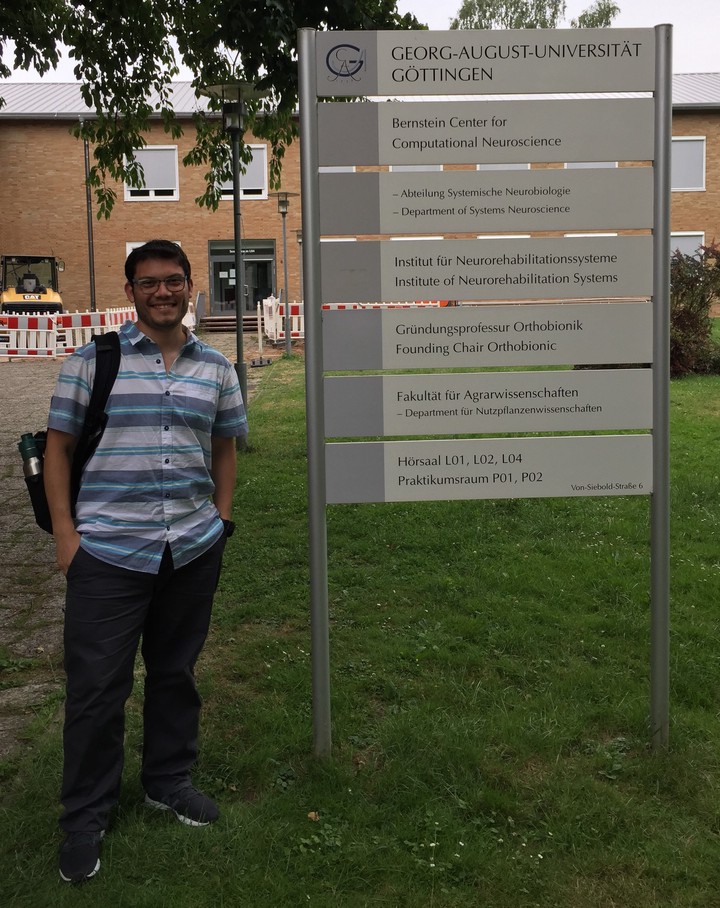 GEORG-AUGUST-UNIVERSITÄT
GÖTTINGEN
Bernstein Center for
Computational Neuroscience
– Abteilung Systemische Neurobiologie
– Department of Systems Neuroscience
Institut für Neurorehabilitationssysteme
Institute of Neurorehabilitation Systems
Gründungsprofessur Orthobionik
Founding Chair Orthobionic
Fakultät für Agrarwissenschaften
– Department für Nutzpflanzenwissenschaften
Hörsaal L01, L02, L04
Praktikumsraum P01, P02
Von-Siebold-Straße 6
CAT